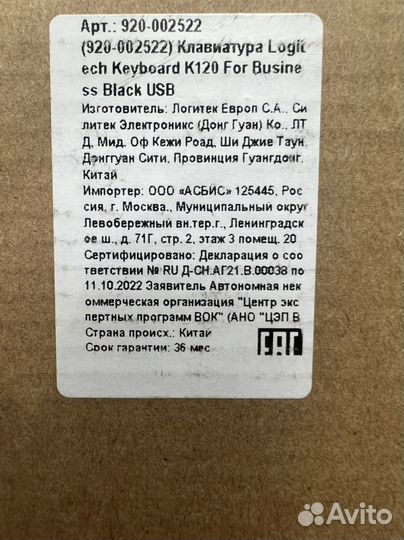 Арт.: 920-002522
(920-002522) Клавиатура Logit
ech Keyboard K120 For Busine
ss Black USB
Изготовитель: Логитек Европ С.А., Си
литек Электроникс (Донг Гуан) Ко., ЛТ
Д, Мид. Оф Кежи Роад, Ши Джие Таун,
Донггуан Сити, Провинция Гуангдонг,
Китай
Импортер: ООО «АСБИС» 125445, Рос
сия, г. Москва., Муниципальный округ
Левобережный вн.тер.г., Ленинградск
ое ш., д. 71Г, стр. 2, этаж 3 помещ. 20
Сертифицировано: Декларация о соо
ответствии № RU Д-CH.АГ21.В.00038 по
11.10.2022 Заявитель Автономная нек
оммерческая организация "Центр экс
пертных программ ВОК" (АНО "ЦЭП В
Страна происх.: Китай
Срок гарантии: 36 мес.
EAC
Avito